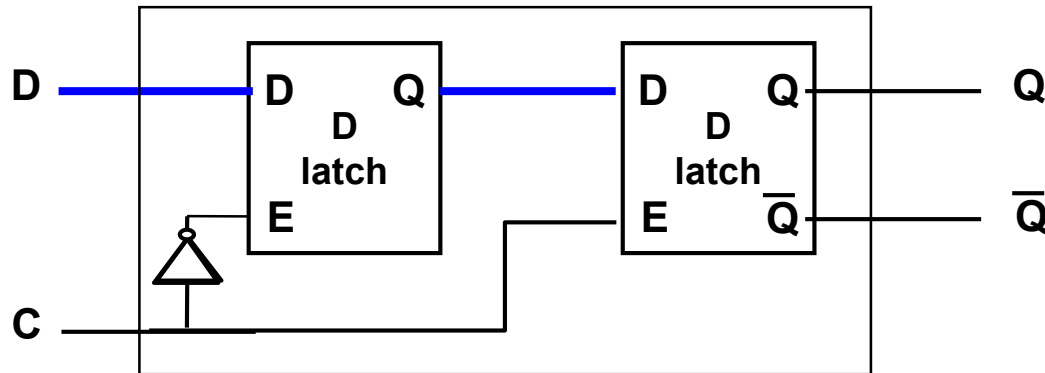 D D Q D Q Q
D D
latch latch
E E Q̅ Q̅
C